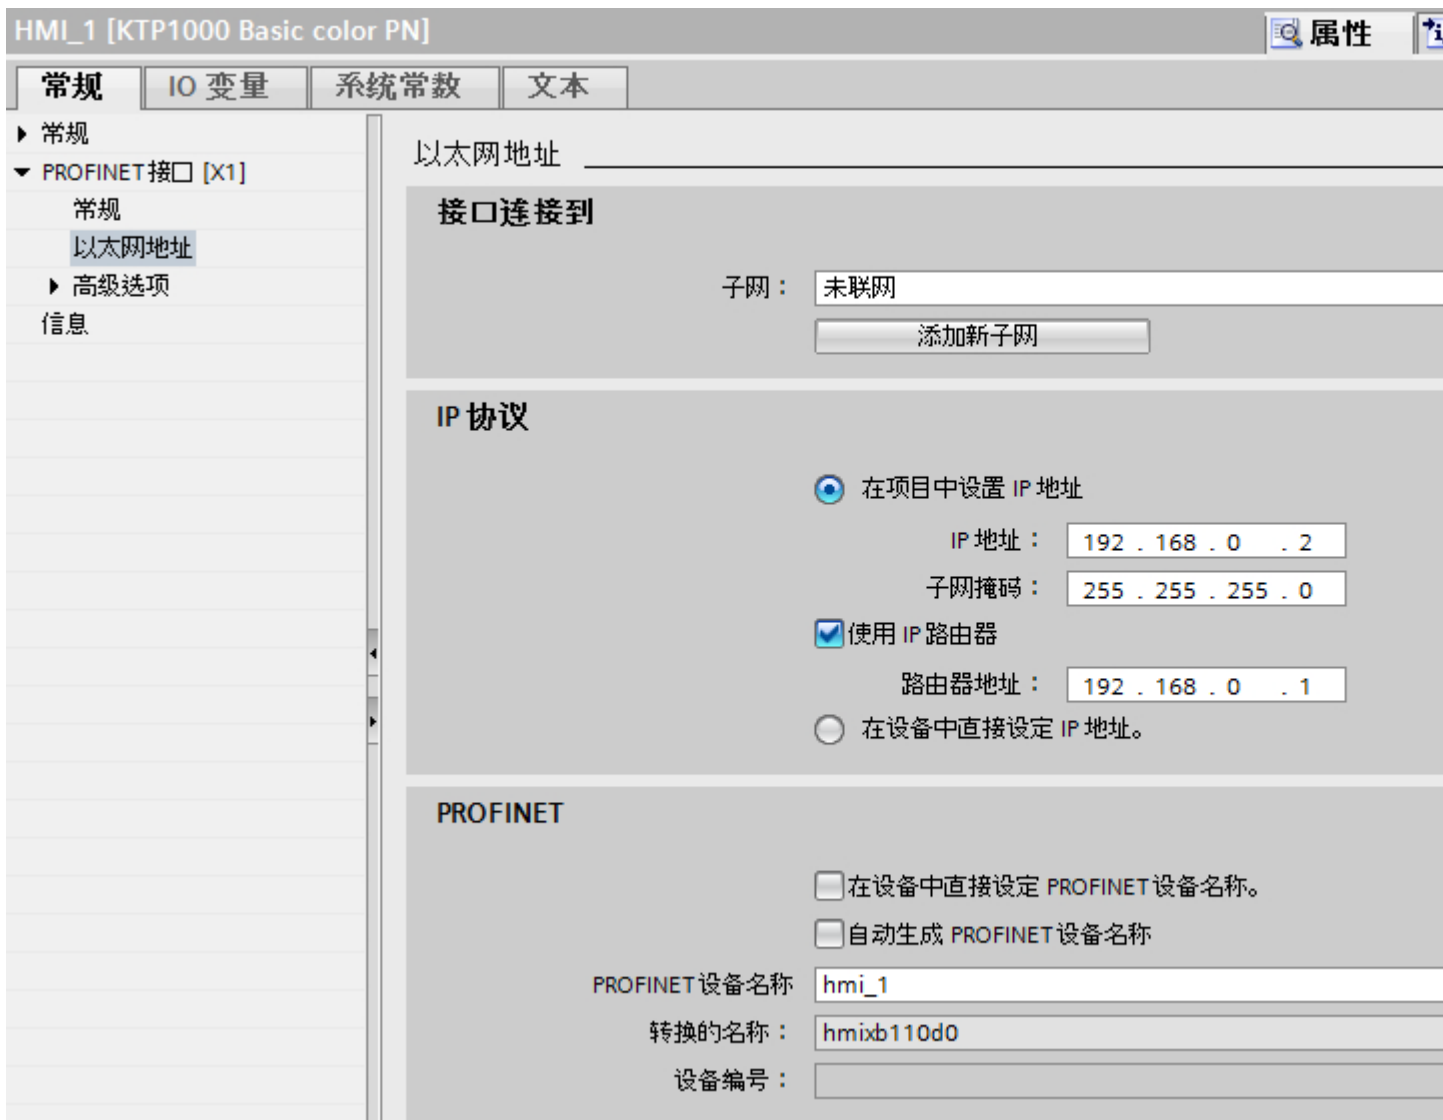 HMI_1 [KTP1000 Basic color PN]
属性
常规
IO 变量
系统常数
文本
常规
PROFINET接口 [X1]
常规
以太网地址
高级选项
信息
以太网地址
接口连接到
子网：
未联网
添加新子网
IP 协议
在项目中设置 IP 地址
IP 地址：
192 . 168 . 0 . 2
子网掩码：
255 . 255 . 255 . 0
使用 IP 路由器
路由器地址：
192 . 168 . 0 . 1
在设备中直接设定 IP 地址。
PROFINET
在设备中直接设定 PROFINET设备名称。
自动生成 PROFINET设备名称
PROFINET设备名称
hmi_1
转换的名称：
hmixb110d0
设备编号：